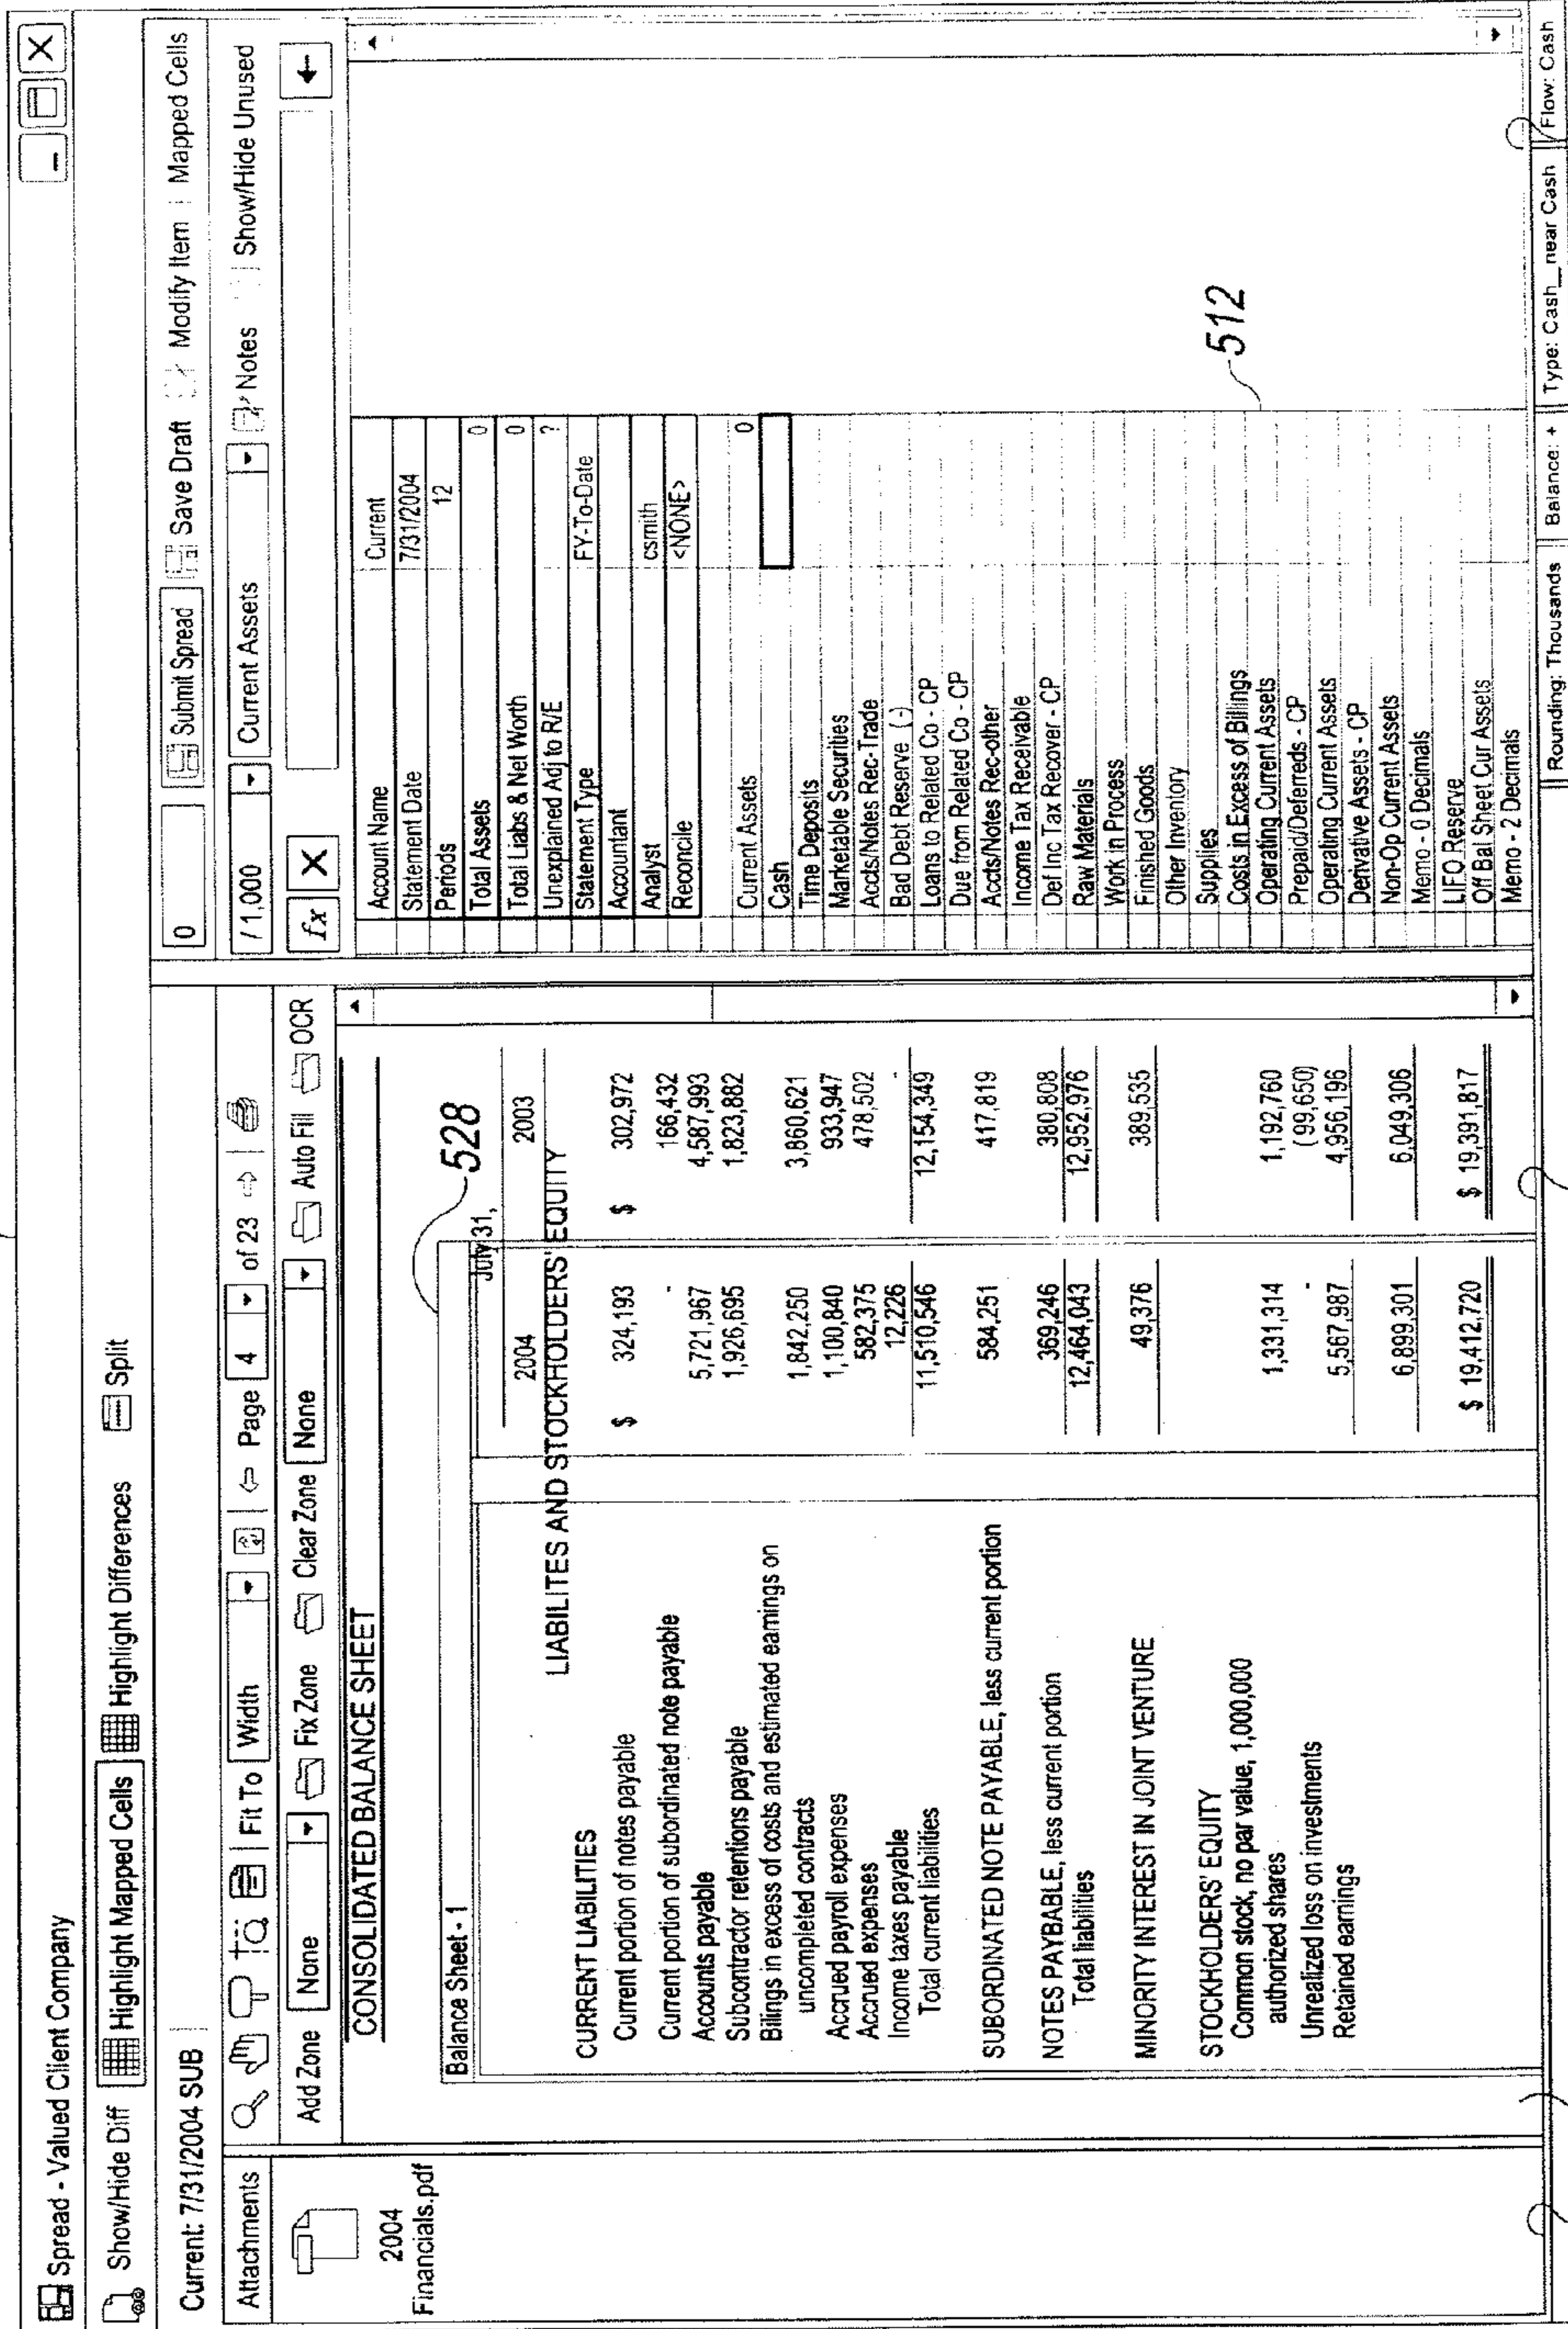 Spread - Valued Client Company
Show/Hide Diff Highlight Mapped Cells Highlight Differences Split
Current: 7/31/2004 SUB
Attachments
2004
Financials.pdf
Fit To Width Page 4 of 23
Add Zone None Fix Zone Clear Zone None Auto Fill OCR
CONSOLIDATED BALANCE SHEET
528
Balance Sheet - 1
July 31,
2004 2003
LIABILITES AND STOCKHOLDERS' EQUITY
CURRENT LIABILITIES
Current portion of notes payable $ 324,193 $ 302,972
Current portion of subordinated note payable - 166,432
Accounts payable 5,721,967 4,587,993
Subcontractor retentions payable 1,926,695 1,823,882
Billings in excess of costs and estimated earnings on
uncompleted contracts 1,842,250 3,860,621
Accrued payroll expenses 1,100,840 933,947
Accrued expenses 582,375 478,502
Income taxes payable 12,226 -
Total current liabilities 11,510,546 12,154,349
SUBORDINATED NOTE PAYABLE, less current portion 584,251 417,819
NOTES PAYBABLE, less current portion 369,246 380,808
Total liabilities 12,464,043 12,952,976
MINORITY INTEREST IN JOINT VENTURE 49,376 389,535
STOCKHOLDERS' EQUITY
Common stock, no par value, 1,000,000
authorized shares 1,331,314 1,192,760
Unrealized loss on investments - (99,650)
Retained earnings 5,567,987 4,956,196
6,899,301 6,049,306
$ 19,412,720 $ 19,391,817
0 Submit Spread Save Draft Modify Item Mapped Cells
/ 1,000 Current Assets Notes Show/Hide Unused
fx X
Account Name Current
Statement Date 7/31/2004
Periods 12
Total Assets 0
Total Liabs & Net Worth 0
Unexplained Adj to R/E ?
Statement Type FY-To-Date
Accountant
Analyst csmith
Reconcile <NONE>
Current Assets 0
Cash
Time Deposits
Marketable Securities
Accts/Notes Rec-Trade
Bad Debt Reserve (-)
Loans to Related Co - CP
Due from Related Co - CP
Accts/Notes Rec-other
Income Tax Receivable
Def Inc Tax Recover - CP
Raw Materials
Work in Process
Finished Goods
Other Inventory
Supplies
Costs in Excess of Billings
Operating Current Assets
Prepaid/Deferreds - CP
Operating Current Assets
Derivative Assets - CP
Non-Op Current Assets
Memo - 0 Decimals
LIFO Reserve
Off Bal Sheet Cur Assets
Memo - 2 Decimals
512
Rounding: Thousands Balance: + Type: Cash_near Cash Flow: Cash